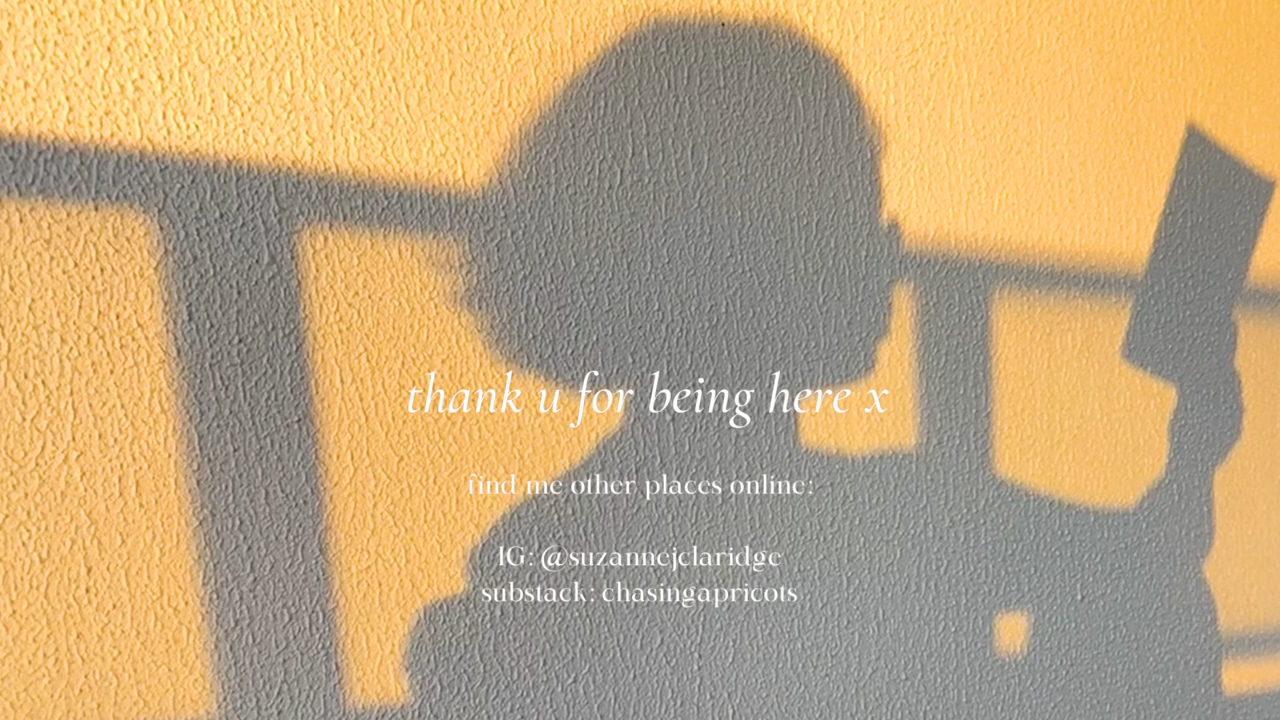 thank u for being here x
find me other places online:
IG: @suzannejclaridge
substack: chasingapricots